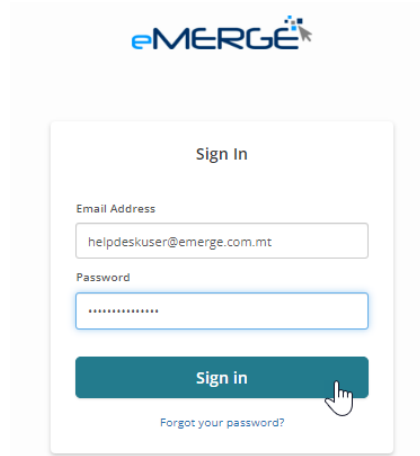 eMERGE
Sign In
Email Address
helpdeskuser@emerge.com.mt
Password
Sign in
Forgot your password?